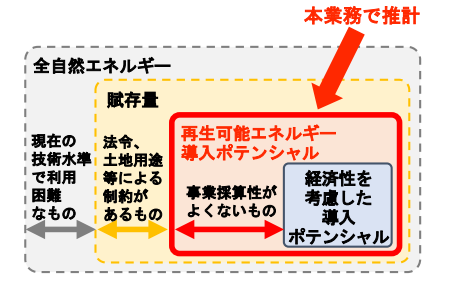 本業務で推計
全自然エネルギー
賦存量
現在の
技術水準
で利用
困難
なもの
法令、
土地用途
等による
制約が
あるもの
再生可能エネルギー
導入ポテンシャル
事業採算性が
よくないもの
経済性を
考慮した
導入
ポテンシャル